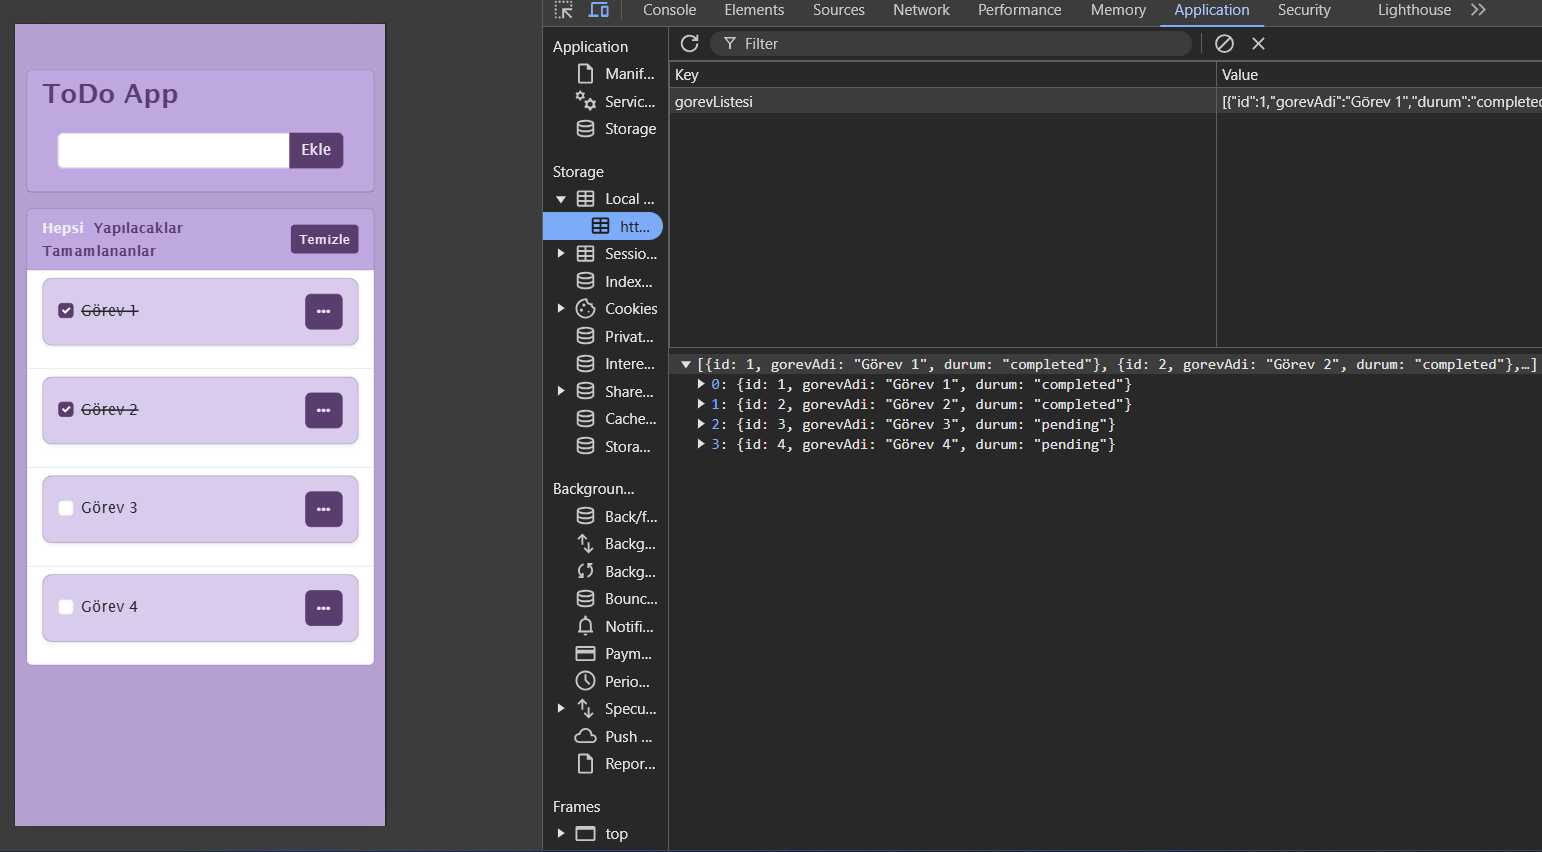 ToDo App
Ekle
Hepsi Yapılacaklar
Tamamlananlar
Temizle
Görev 1
Görev 2
Görev 3
Görev 4
Console Elements Sources Network Performance Memory Application Security Lighthouse
Application
Manif...
Servic...
Storage
Storage
Local ...
htt...
Sessio...
Index...
Cookies
Privat...
Intere...
Share...
Cache...
Stora...
Backgroun...
Back/f...
Backg...
Backg...
Bounc...
Notifi...
Paym...
Perio...
Specu...
Push ...
Repor...
Frames
top
Filter
Key Value
gorevListesi [{"id":1,"gorevAdi":"Görev 1","durum":"completed
[{id: 1, gorevAdi: "Görev 1", durum: "completed"}, {id: 2, gorevAdi: "Görev 2", durum: "completed"},…]
0: {id: 1, gorevAdi: "Görev 1", durum: "completed"}
1: {id: 2, gorevAdi: "Görev 2", durum: "completed"}
2: {id: 3, gorevAdi: "Görev 3", durum: "pending"}
3: {id: 4, gorevAdi: "Görev 4", durum: "pending"}